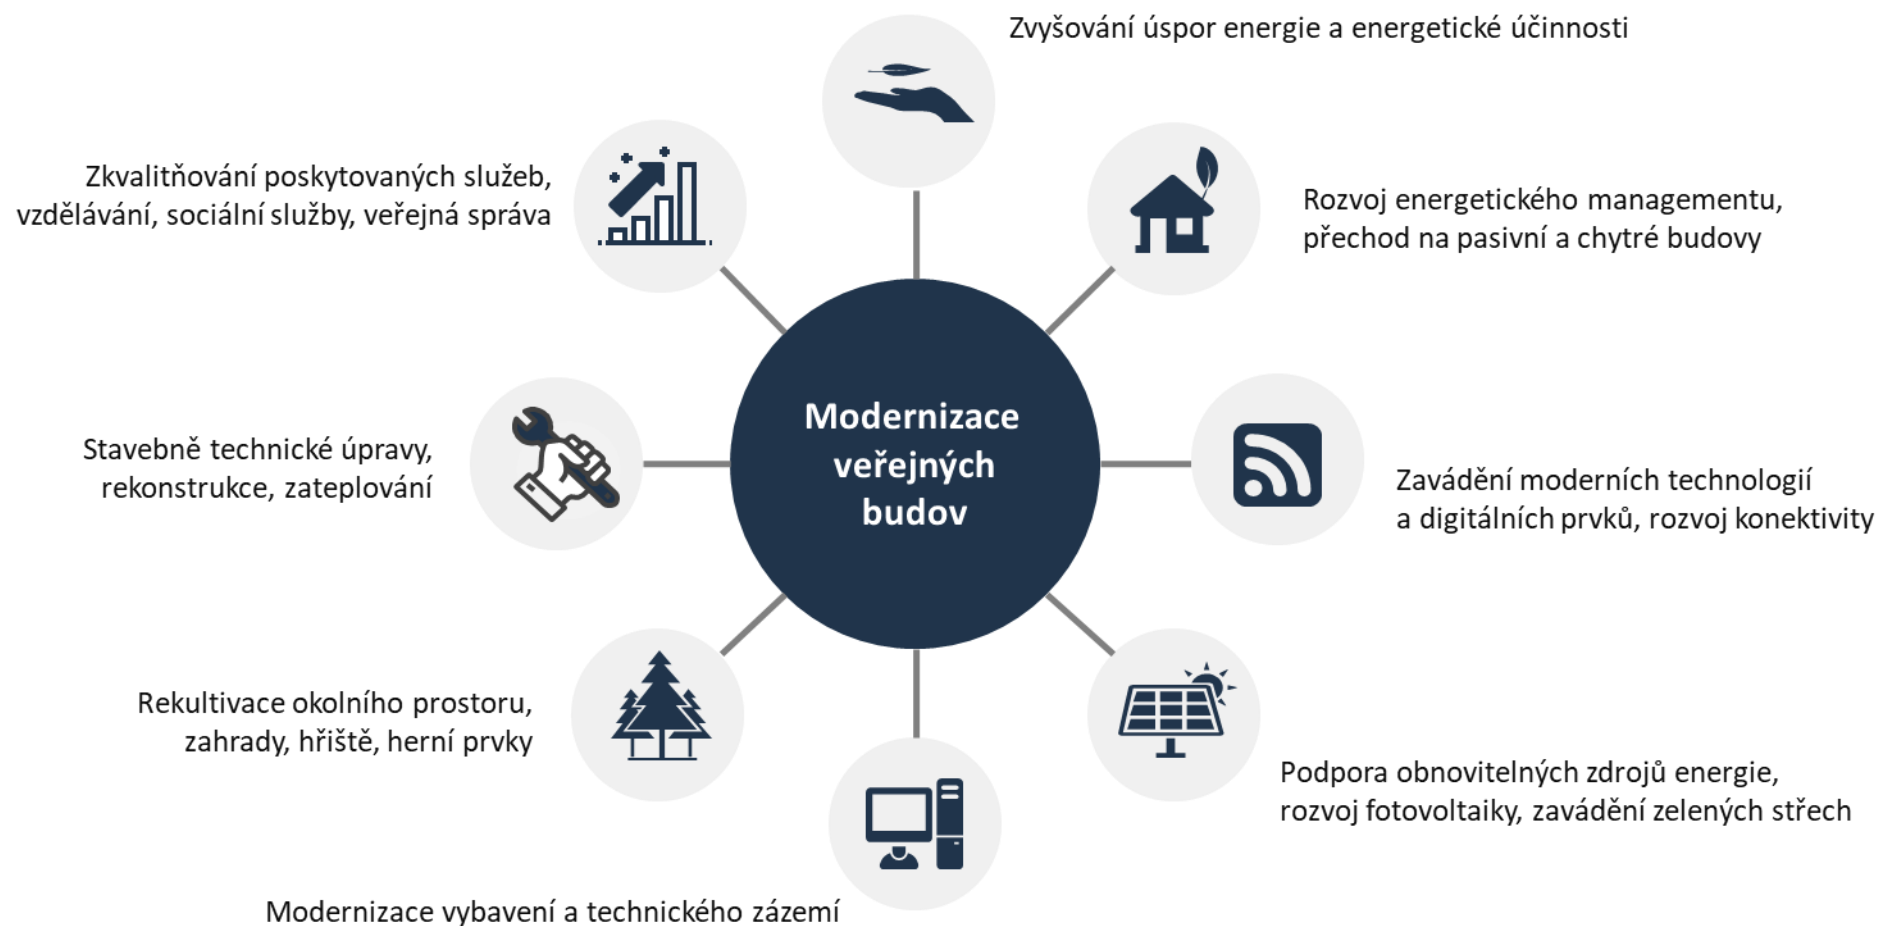 Zvyšování úspor energie a energetické účinnosti
Zkvalitňování poskytovaných služeb,
vzdělávání, sociální služby, veřejná správa
Rozvoj energetického managementu,
přechod na pasivní a chytré budovy
Modernizace
veřejných
budov
Stavebně technické úpravy,
rekonstrukce, zateplování
Zavádění moderních technologií
a digitálních prvků, rozvoj konektivity
Rekultivace okolního prostoru,
zahrady, hřiště, herní prvky
Podpora obnovitelných zdrojů energie,
rozvoj fotovoltaiky, zavádění zelených střech
Modernizace vybavení a technického zázemí